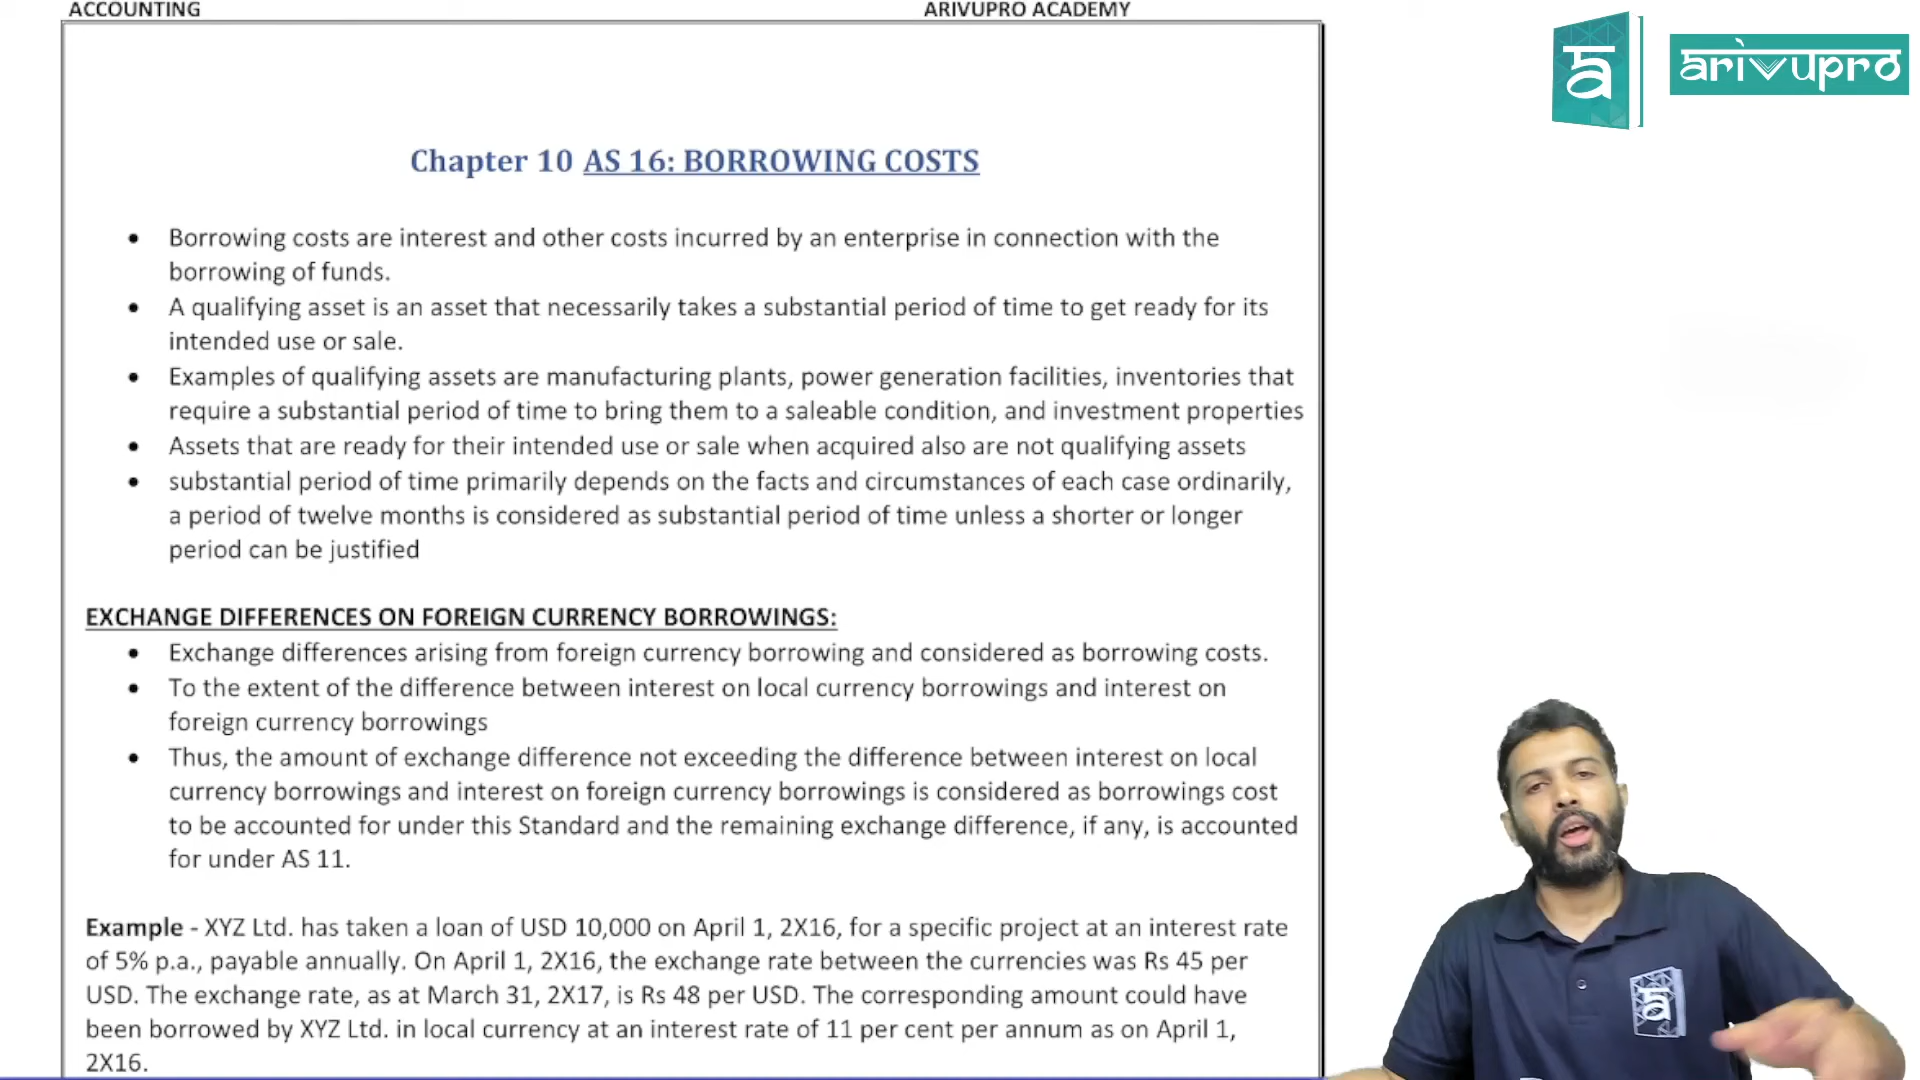 ACCOUNTING ARIVUPRO ACADEMY
a arivupro
Chapter 10 AS 16: BORROWING COSTS
• Borrowing costs are interest and other costs incurred by an enterprise in connection with the
borrowing of funds.
• A qualifying asset is an asset that necessarily takes a substantial period of time to get ready for its
intended use or sale.
• Examples of qualifying assets are manufacturing plants, power generation facilities, inventories that
require a substantial period of time to bring them to a saleable condition, and investment properties
• Assets that are ready for their intended use or sale when acquired also are not qualifying assets
• substantial period of time primarily depends on the facts and circumstances of each case ordinarily,
a period of twelve months is considered as substantial period of time unless a shorter or longer
period can be justified
EXCHANGE DIFFERENCES ON FOREIGN CURRENCY BORROWINGS:
• Exchange differences arising from foreign currency borrowing and considered as borrowing costs.
• To the extent of the difference between interest on local currency borrowings and interest on
foreign currency borrowings
• Thus, the amount of exchange difference not exceeding the difference between interest on local
currency borrowings and interest on foreign currency borrowings is considered as borrowings cost
to be accounted for under this Standard and the remaining exchange difference, if any, is accounted
for under AS 11.
Example - XYZ Ltd. has taken a loan of USD 10,000 on April 1, 2X16, for a specific project at an interest rate
of 5% p.a., payable annually. On April 1, 2X16, the exchange rate between the currencies was Rs 45 per
USD. The exchange rate, as at March 31, 2X17, is Rs 48 per USD. The corresponding amount could have
been borrowed by XYZ Ltd. in local currency at an interest rate of 11 per cent per annum as on April 1,
2X16.
a